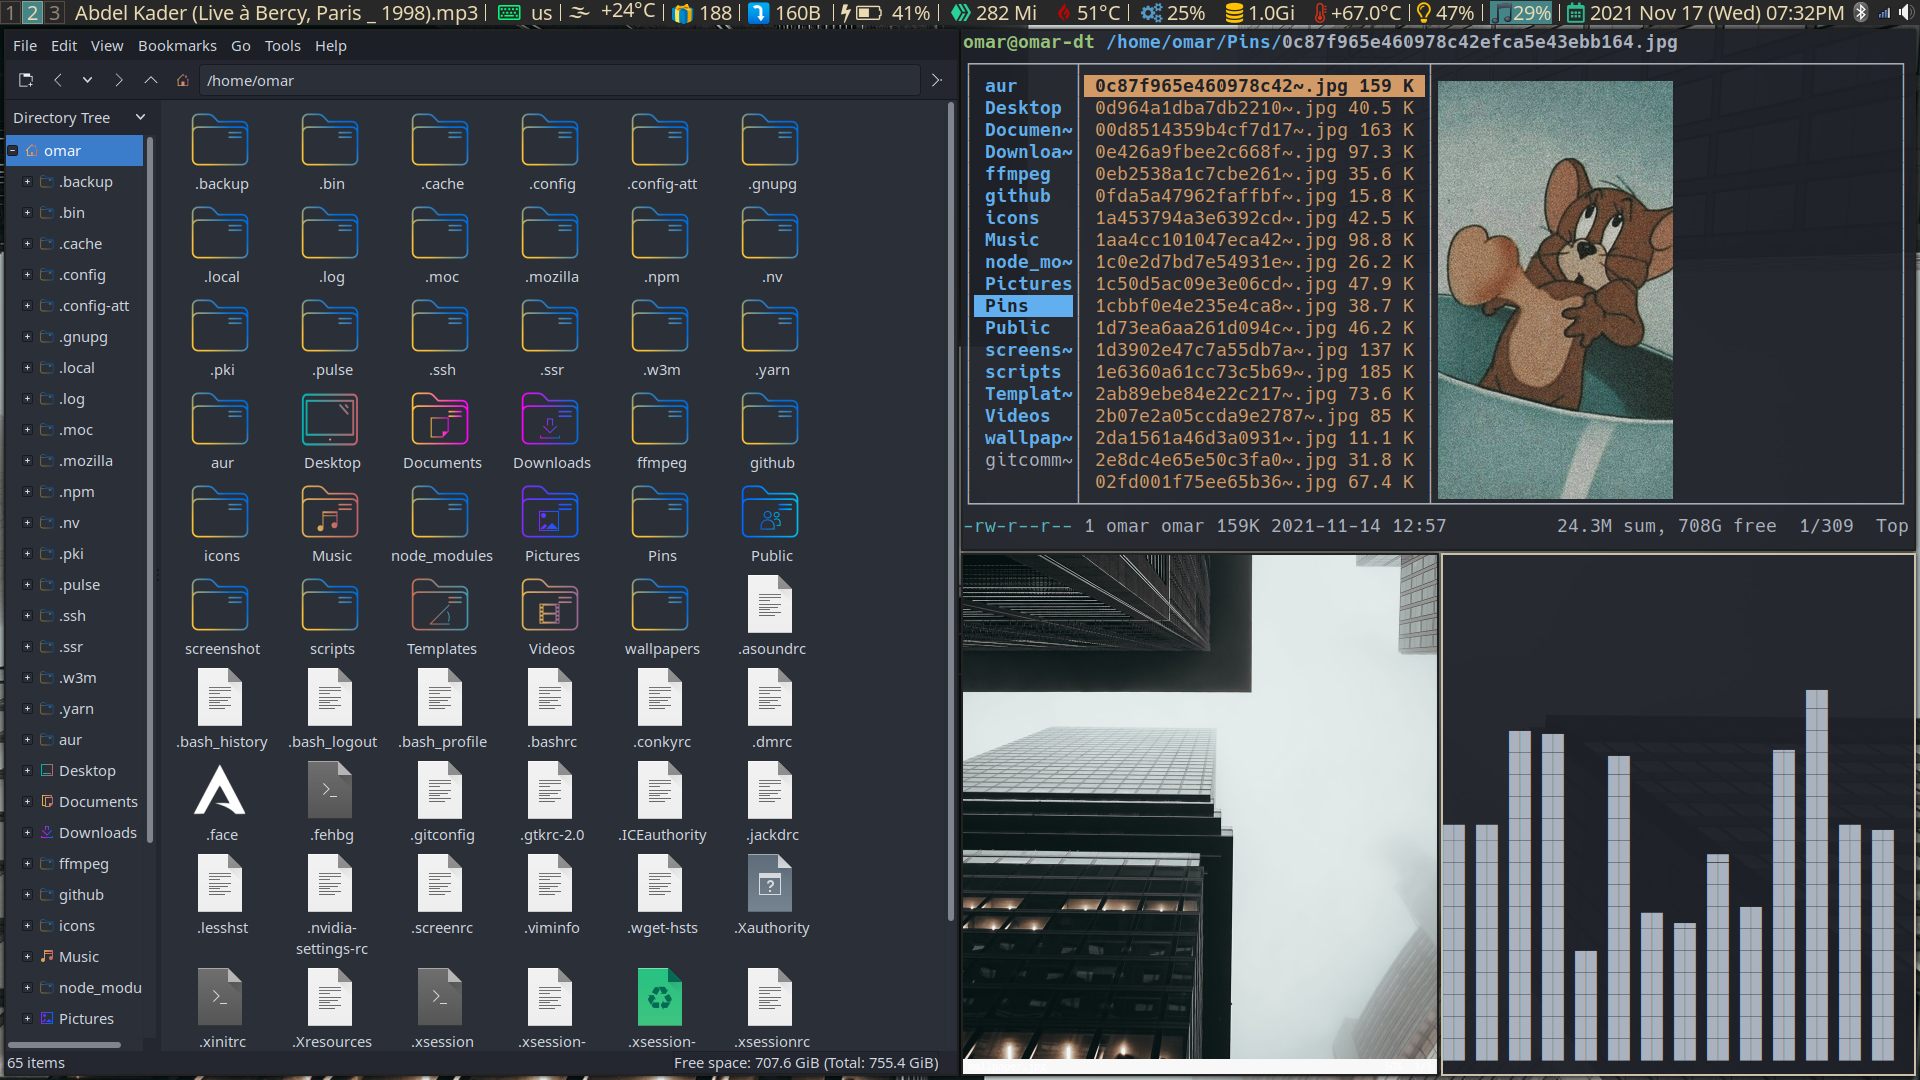 1 2 3 Abdel Kader (Live à Bercy, Paris _ 1998).mp3 | us | +24°C | 188 | 160B | 41% | 282 Mi | 51°C | 25% 1.0Gi +67.0°C | 47% | 29% | 2021 Nov 17 (Wed) 07:32PM
File Edit View Bookmarks Go Tools Help
/home/omar
Directory Tree
omar
.backup
.bin
.cache
.config
.config-att
.gnupg
.local
.log
.moc
.mozilla
.npm
.nv
.pki
.pulse
.ssh
.ssr
.w3m
.yarn
aur
Desktop
Documents
Downloads
ffmpeg
github
icons
Music
node_modu
Pictures
.backup .bin .cache .config .config-att .gnupg
.local .log .moc .mozilla .npm .nv
.pki .pulse .ssh .ssr .w3m .yarn
aur Desktop Documents Downloads ffmpeg github
icons Music node_modules Pictures Pins Public
screenshot scripts Templates Videos wallpapers .asoundrc
.bash_history .bash_logout .bash_profile .bashrc .conkyrc .dmrc
.face .fehbg .gitconfig .gtkrc-2.0 .ICEauthority .jackdrc
.lesshst .nvidia-settings-rc .screenrc .viminfo .wget-hsts .Xauthority
.xinitrc .Xresources .xsession .xsession- .xsession- .xsessionrc
65 items Free space: 707.6 GiB (Total: 755.4 GiB)
omar@omar-dt /home/omar/Pins/0c87f965e460978c42efca5e43ebb164.jpg
aur
Desktop
Documen~
Downloa~
ffmpeg
github
icons
Music
node_mo~
Pictures
Pins
Public
screens~
scripts
Templat~
Videos
wallpap~
gitcomm~
0c87f965e460978c42~.jpg 159 K
0d964a1dba7db2210~.jpg 40.5 K
00d8514359b4cf7d17~.jpg 163 K
0e426a9fbee2c668f~.jpg 97.3 K
0eb2538a1c7cbe261~.jpg 35.6 K
0fda5a47962faffbf~.jpg 15.8 K
1a453794a3e6392cd~.jpg 42.5 K
1aa4cc101047eca42~.jpg 98.8 K
1c0e2d7bd7e54931e~.jpg 26.2 K
1c50d5ac09e3e06cd~.jpg 47.9 K
1cbbf0e4e235e4ca8~.jpg 38.7 K
1d73ea6aa261d094c~.jpg 46.2 K
1d3902e47c7a55db7a~.jpg 137 K
1e6360a61cc73c5b69~.jpg 185 K
2ab89ebe84e22c217~.jpg 73.6 K
2b07e2a05ccda9e2787~.jpg 85 K
2da1561a46d3a0931~.jpg 11.1 K
2e8dc4e65e50c3fa0~.jpg 31.8 K
02fd001f75ee65b36~.jpg 67.4 K
-rw-r--r-- 1 omar omar 159K 2021-11-14 12:57 24.3M sum, 708G free 1/309 Top